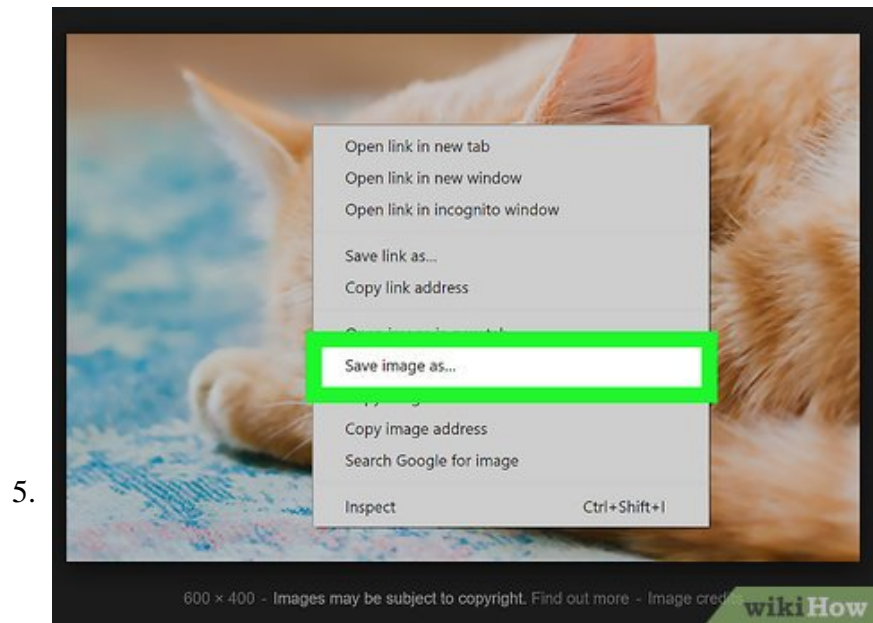 Open link in new tab
Open link in new window
Open link in incognito window
Save link as...
Copy link address
Save image as...
Copy image address
Search Google for image
5.
Inspect Ctrl+Shift+I
600 × 400 - Images may be subject to copyright. Find out more - Image
wikiHow